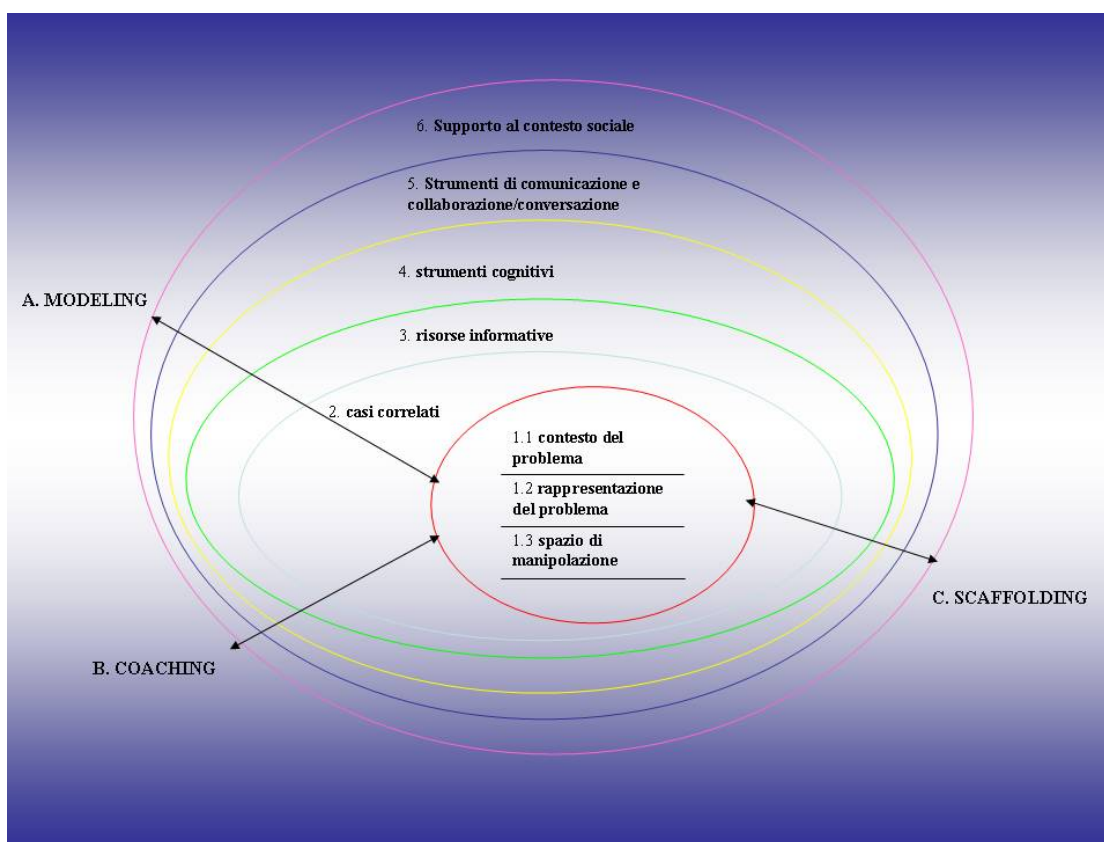 6. Supporto al contesto sociale
5. Strumenti di comunicazione e
collaborazione/conversazione
4. strumenti cognitivi
A. MODELING
3. risorse informative
2. casi correlati
1.1 contesto del
problema
1.2 rappresentazione
del problema
1.3 spazio di
manipolazione
C. SCAFFOLDING
B. COACHING